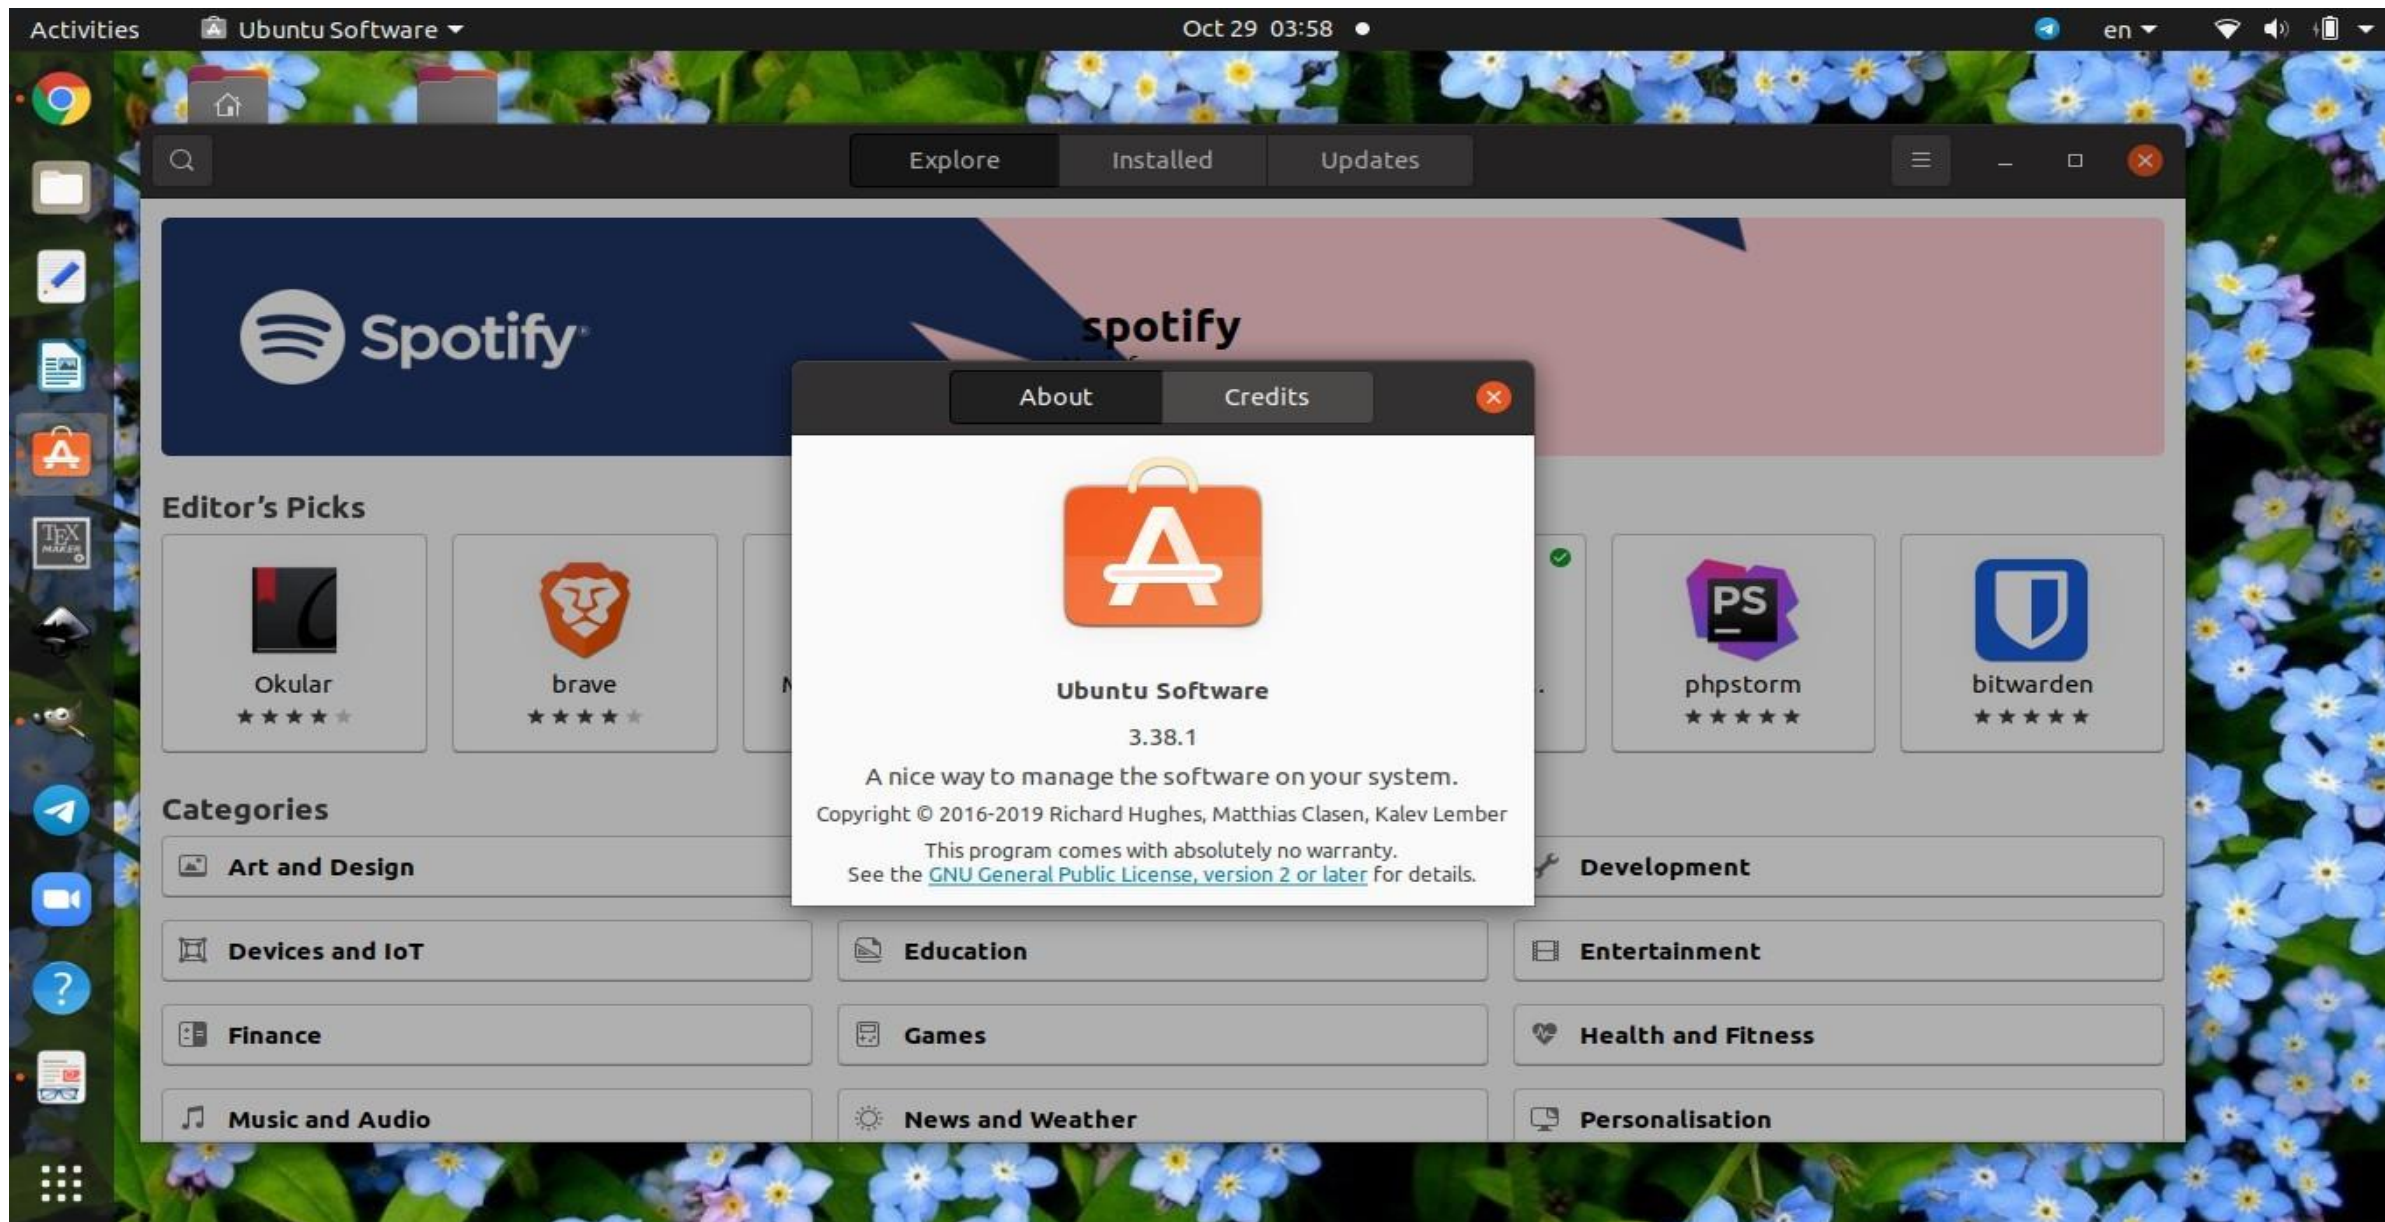 Activities
Ubuntu Software
Oct 29 03:58
en
Explore
Installed
Updates
Spotify
spotify
About
Credits
Editor's Picks
TEX
MAKER
PS
Okular
brave
phpstorm
bitwarden
Ubuntu Software
3.38.1
A nice way to manage the software on your system.
Copyright © 2016-2019 Richard Hughes, Matthias Clasen, Kalev Lember
This program comes with absolutely no warranty.
See the GNU General Public License, version 2 or later for details.
Categories
Art and Design
Development
Devices and IoT
Education
Entertainment
Finance
Games
Health and Fitness
Music and Audio
News and Weather
Personalisation